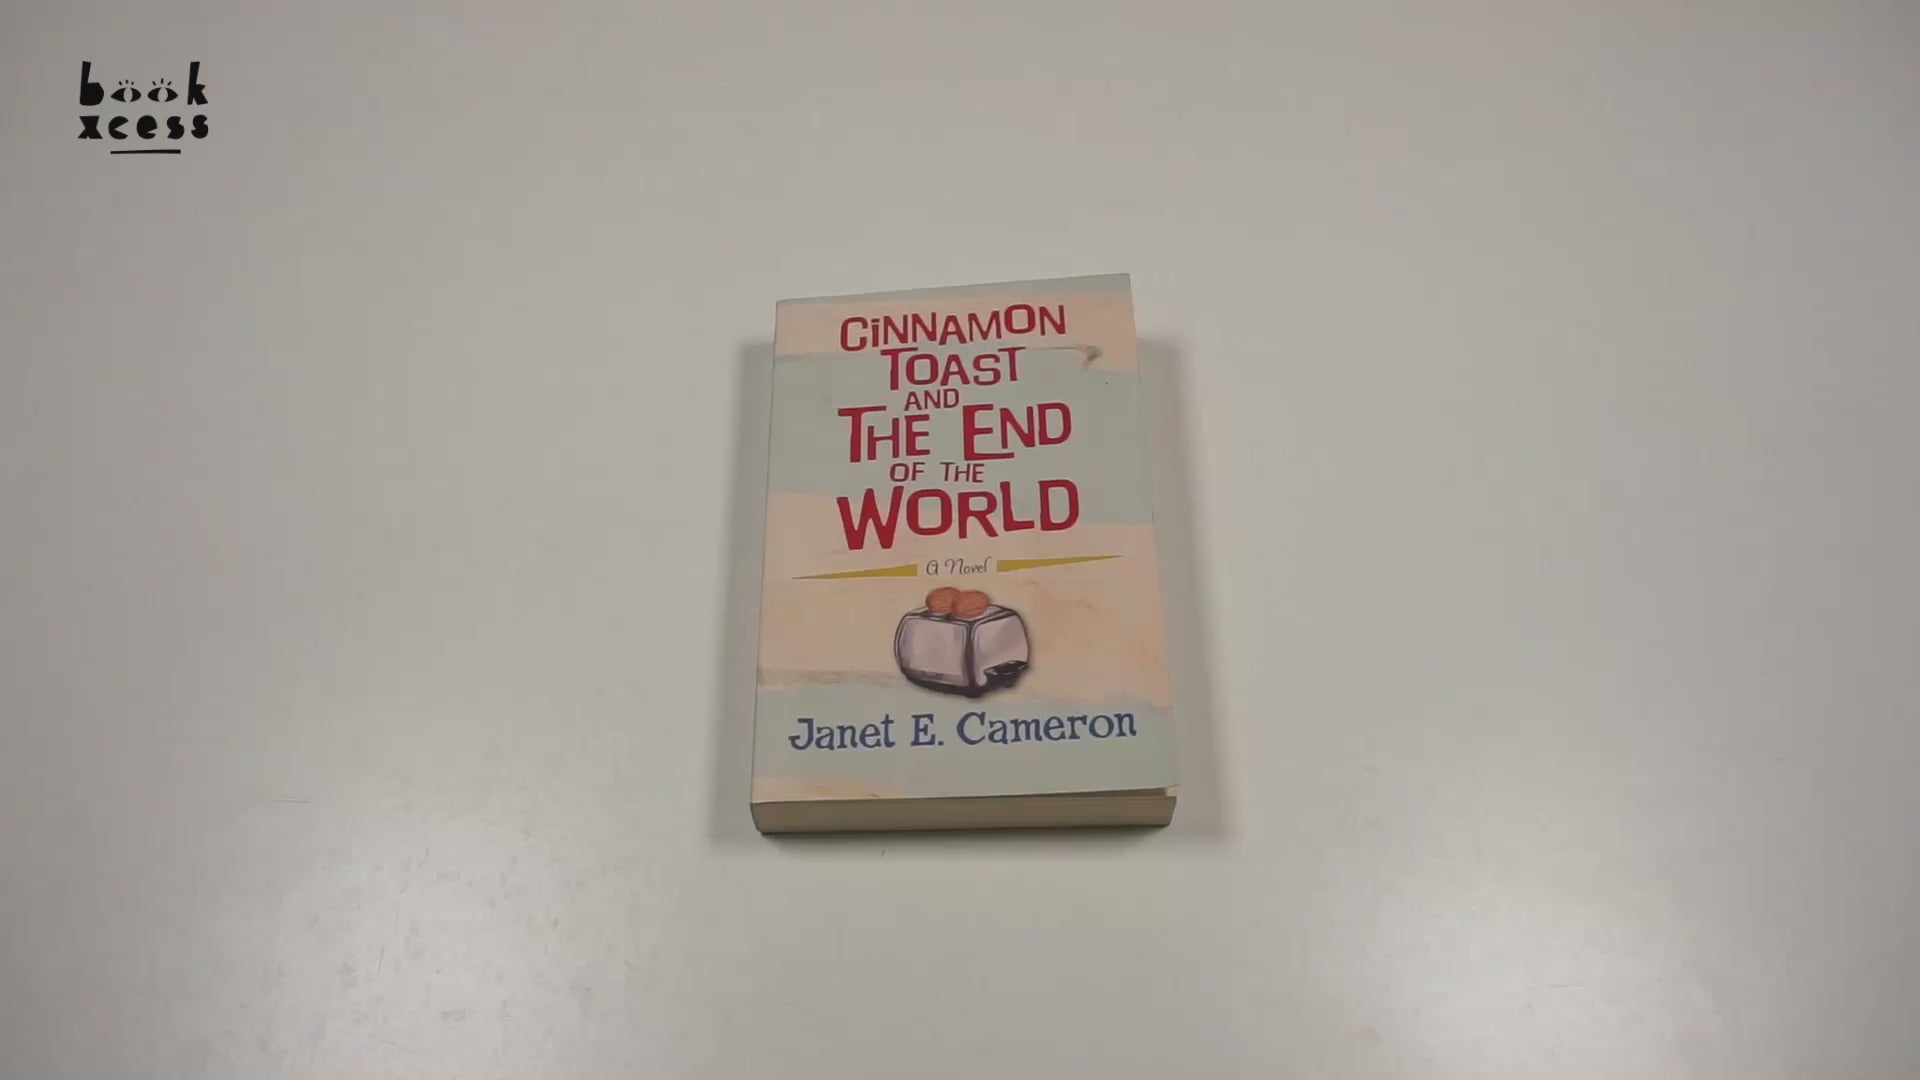 book
xcess
CiNNAMON
TOAST
AND
THE END
OF THE
WORLD
A Novel
Janet E. Cameron